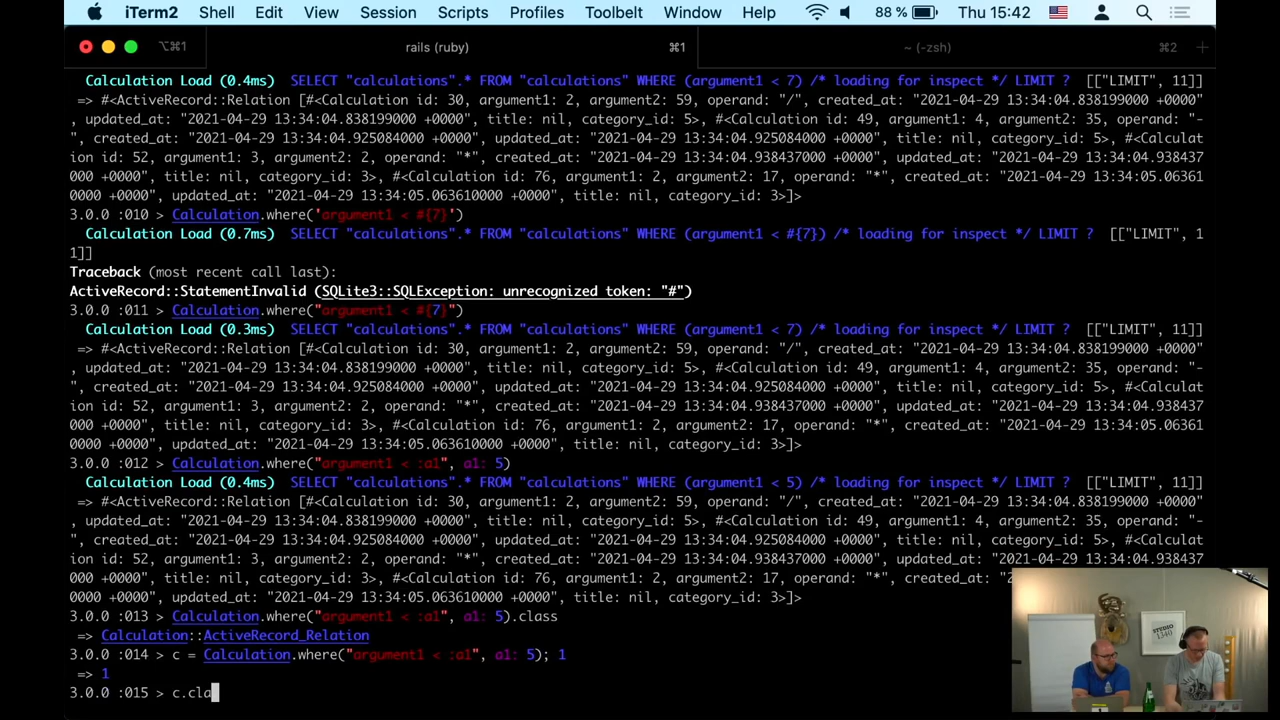 iTerm2 Shell Edit View Session Scripts Profiles Toolbelt Window Help 88 % Thu 15:42
⌥⌘1 rails (ruby) ⌘1 ~ (-zsh) ⌘2 +
Calculation Load (0.4ms) SELECT "calculations".* FROM "calculations" WHERE (argument1 < 7) /* loading for inspect */ LIMIT ? [["LIMIT", 11]]
=> #<ActiveRecord::Relation [#<Calculation id: 30, argument1: 2, argument2: 59, operand: "/", created_at: "2021-04-29 13:34:04.838199000 +0000"
, updated_at: "2021-04-29 13:34:04.838199000 +0000", title: nil, category_id: 5>, #<Calculation id: 49, argument1: 4, argument2: 35, operand: "-
", created_at: "2021-04-29 13:34:04.925084000 +0000", updated_at: "2021-04-29 13:34:04.925084000 +0000", title: nil, category_id: 5>, #<Calculat
ion id: 52, argument1: 3, argument2: 2, operand: "*", created_at: "2021-04-29 13:34:04.938437000 +0000", updated_at: "2021-04-29 13:34:04.938437
000 +0000", title: nil, category_id: 3>, #<Calculation id: 76, argument1: 2, argument2: 17, operand: "*", created_at: "2021-04-29 13:34:05.06361
0000 +0000", updated_at: "2021-04-29 13:34:05.063610000 +0000", title: nil, category_id: 3>]>
3.0.0 :010 > Calculation.where('argument1 < #{7}')
Calculation Load (0.7ms) SELECT "calculations".* FROM "calculations" WHERE (argument1 < #{7}) /* loading for inspect */ LIMIT ? [["LIMIT", 1
1]]
Traceback (most recent call last):
ActiveRecord::StatementInvalid (SQLite3::SQLException: unrecognized token: "#")
3.0.0 :011 > Calculation.where("argument1 < #{7}")
Calculation Load (0.3ms) SELECT "calculations".* FROM "calculations" WHERE (argument1 < 7) /* loading for inspect */ LIMIT ? [["LIMIT", 11]]
=> #<ActiveRecord::Relation [#<Calculation id: 30, argument1: 2, argument2: 59, operand: "/", created_at: "2021-04-29 13:34:04.838199000 +0000"
, updated_at: "2021-04-29 13:34:04.838199000 +0000", title: nil, category_id: 5>, #<Calculation id: 49, argument1: 4, argument2: 35, operand: "-
", created_at: "2021-04-29 13:34:04.925084000 +0000", updated_at: "2021-04-29 13:34:04.925084000 +0000", title: nil, category_id: 5>, #<Calculat
ion id: 52, argument1: 3, argument2: 2, operand: "*", created_at: "2021-04-29 13:34:04.938437000 +0000", updated_at: "2021-04-29 13:34:04.938437
000 +0000", title: nil, category_id: 3>, #<Calculation id: 76, argument1: 2, argument2: 17, operand: "*", created_at: "2021-04-29 13:34:05.06361
0000 +0000", updated_at: "2021-04-29 13:34:05.063610000 +0000", title: nil, category_id: 3>]>
3.0.0 :012 > Calculation.where("argument1 < :a1", a1: 5)
Calculation Load (0.4ms) SELECT "calculations".* FROM "calculations" WHERE (argument1 < 5) /* loading for inspect */ LIMIT ? [["LIMIT", 11]]
=> #<ActiveRecord::Relation [#<Calculation id: 30, argument1: 2, argument2: 59, operand: "/", created_at: "2021-04-29 13:34:04.838199000 +0000"
, updated_at: "2021-04-29 13:34:04.838199000 +0000", title: nil, category_id: 5>, #<Calculation id: 49, argument1: 4, argument2: 35, operand: "-
", created_at: "2021-04-29 13:34:04.925084000 +0000", updated_at: "2021-04-29 13:34:04.925084000 +0000", title: nil, category_id: 5>, #<Calculat
ion id: 52, argument1: 3, argument2: 2, operand: "*", created_at: "2021-04-29 13:34:04.938437000 +0000", updated_at: "2021-04-29 13:34:04.938437
000 +0000", title: nil, category_id: 3>, #<Calculation id: 76, argument1: 2, argument2: 17, operand: "*", created_at: "2
0000 +0000", updated_at: "2021-04-29 13:34:05.063610000 +0000", title: nil, category_id: 3>]>
3.0.0 :013 > Calculation.where("argument1 < :a1", a1: 5).class
=> Calculation::ActiveRecord_Relation
3.0.0 :014 > c = Calculation.where("argument1 < :a1", a1: 5); 1
=> 1
3.0.0 :015 > c.cla
STUDIO
1340